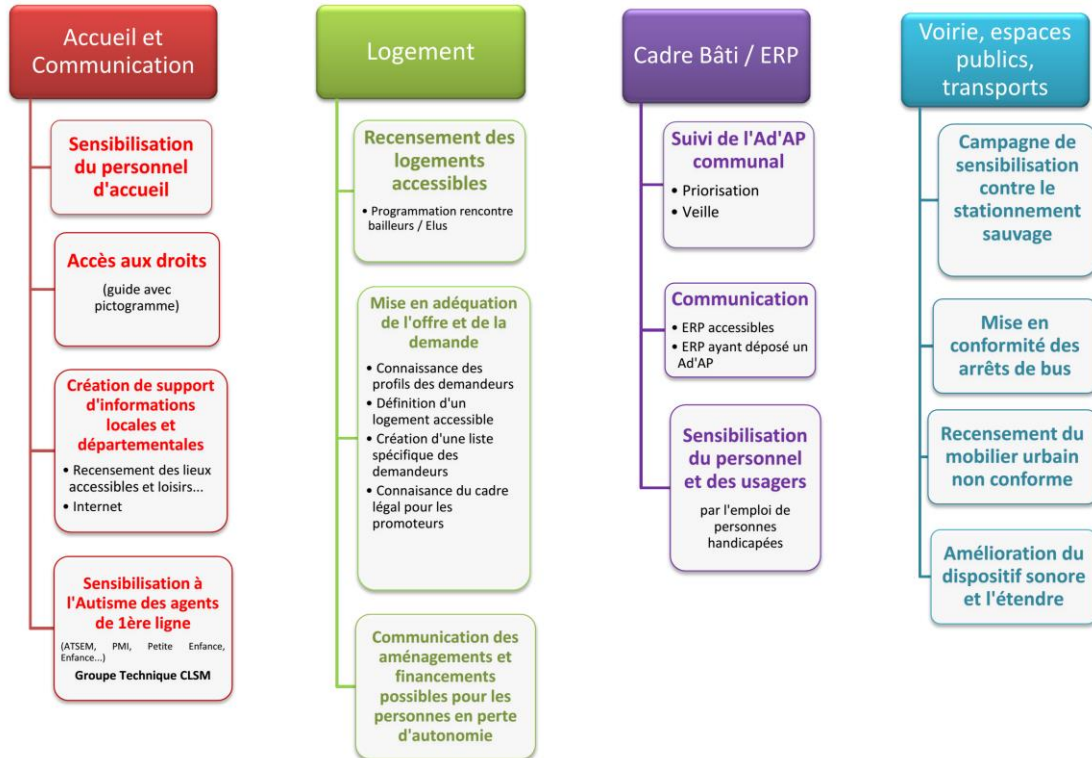 Accueil et
Communication
Sensibilisation
du personnel
d'accueil
Accès aux droits
(guide avec
pictogramme)
Création de support
d'informations
locales et
départementales
• Recensement des lieux
accessibles et loisirs...
• Internet
Sensibilisation à
l'Autisme des agents
de 1ère ligne
(ATSEM, PMI, Petite Enfance,
Enfance...)
Groupe Technique CLSM
Logement
Recensement des
logements
accessibles
• Programmation rencontre
bailleurs / Elus
Mise en adéquation
de l'offre et de la
demande
• Connaissance des
profils des demandeurs
• Définition d'un
logement accessible
• Création d'une liste
spécifique des
demandeurs
• Connaisance du cadre
légal pour les
promoteurs
Communication des
aménagements et
financements
possibles pour les
personnes en perte
d'autonomie
Cadre Bâti / ERP
Suivi de l'Ad'AP
communal
• Priorisation
• Veille
Communication
• ERP accessibles
• ERP ayant déposé un
Ad'AP
Sensibilisation
du personnel
et des usagers
par l'emploi de
personnes
handicapées
Voirie, espaces
publics,
transports
Campagne de
sensibilisation
contre le
stationnement
sauvage
Mise en
conformité des
arrêts de bus
Recensement du
mobilier urbain
non conforme
Amélioration du
dispositif sonore
et l'étendre